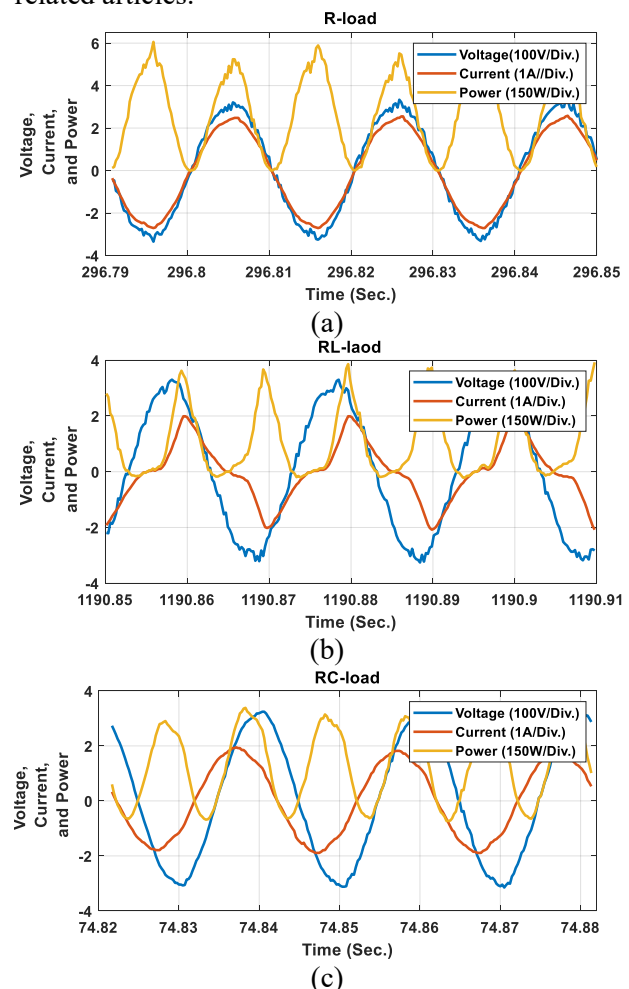 related articles.
R-load
Voltage(100V/Div.)
Current (1A//Div.)
Power (150W/Div.)
Voltage,
Current,
and Power
6
4
2
0
-2
-4
296.79 296.8 296.81 296.82 296.83 296.84 296.85
Time (Sec.)
(a)
RL-laod
Voltage (100V/Div.)
Current (1A/Div.)
Power (150W/Div.)
Voltage,
Current,
and Power
4
2
0
-2
-4
1190.85 1190.86 1190.87 1190.88 1190.89 1190.9 1190.91
Time (Sec.)
(b)
RC-load
Voltage (100V/Div.)
Current (1A/Div.)
Power (150W/Div.)
Voltage,
Current,
and Power
4
2
0
-2
-4
74.82 74.83 74.84 74.85 74.86 74.87 74.88
Time (Sec.)
(c)